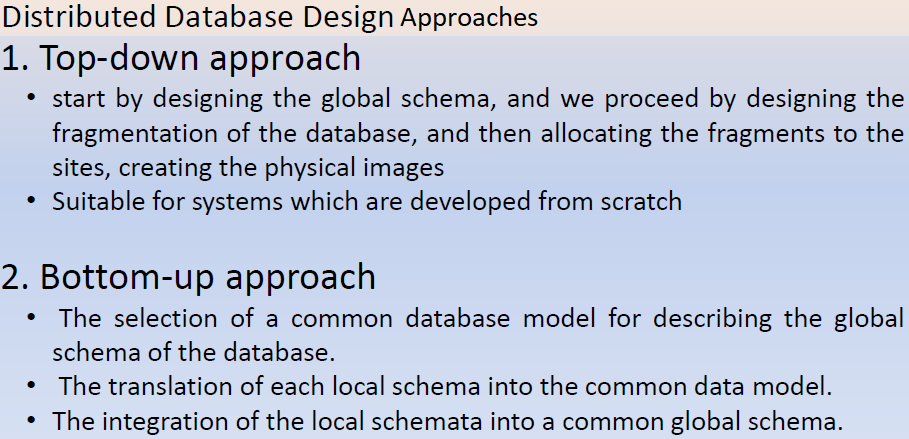 Distributed Database Design Approaches
1. Top-down approach
• start by designing the global schema, and we proceed by designing the
fragmentation of the database, and then allocating the fragments to the
sites, creating the physical images
• Suitable for systems which are developed from scratch
2. Bottom-up approach
• The selection of a common database model for describing the global
schema of the database.
• The translation of each local schema into the common data model.
• The integration of the local schemata into a common global schema.